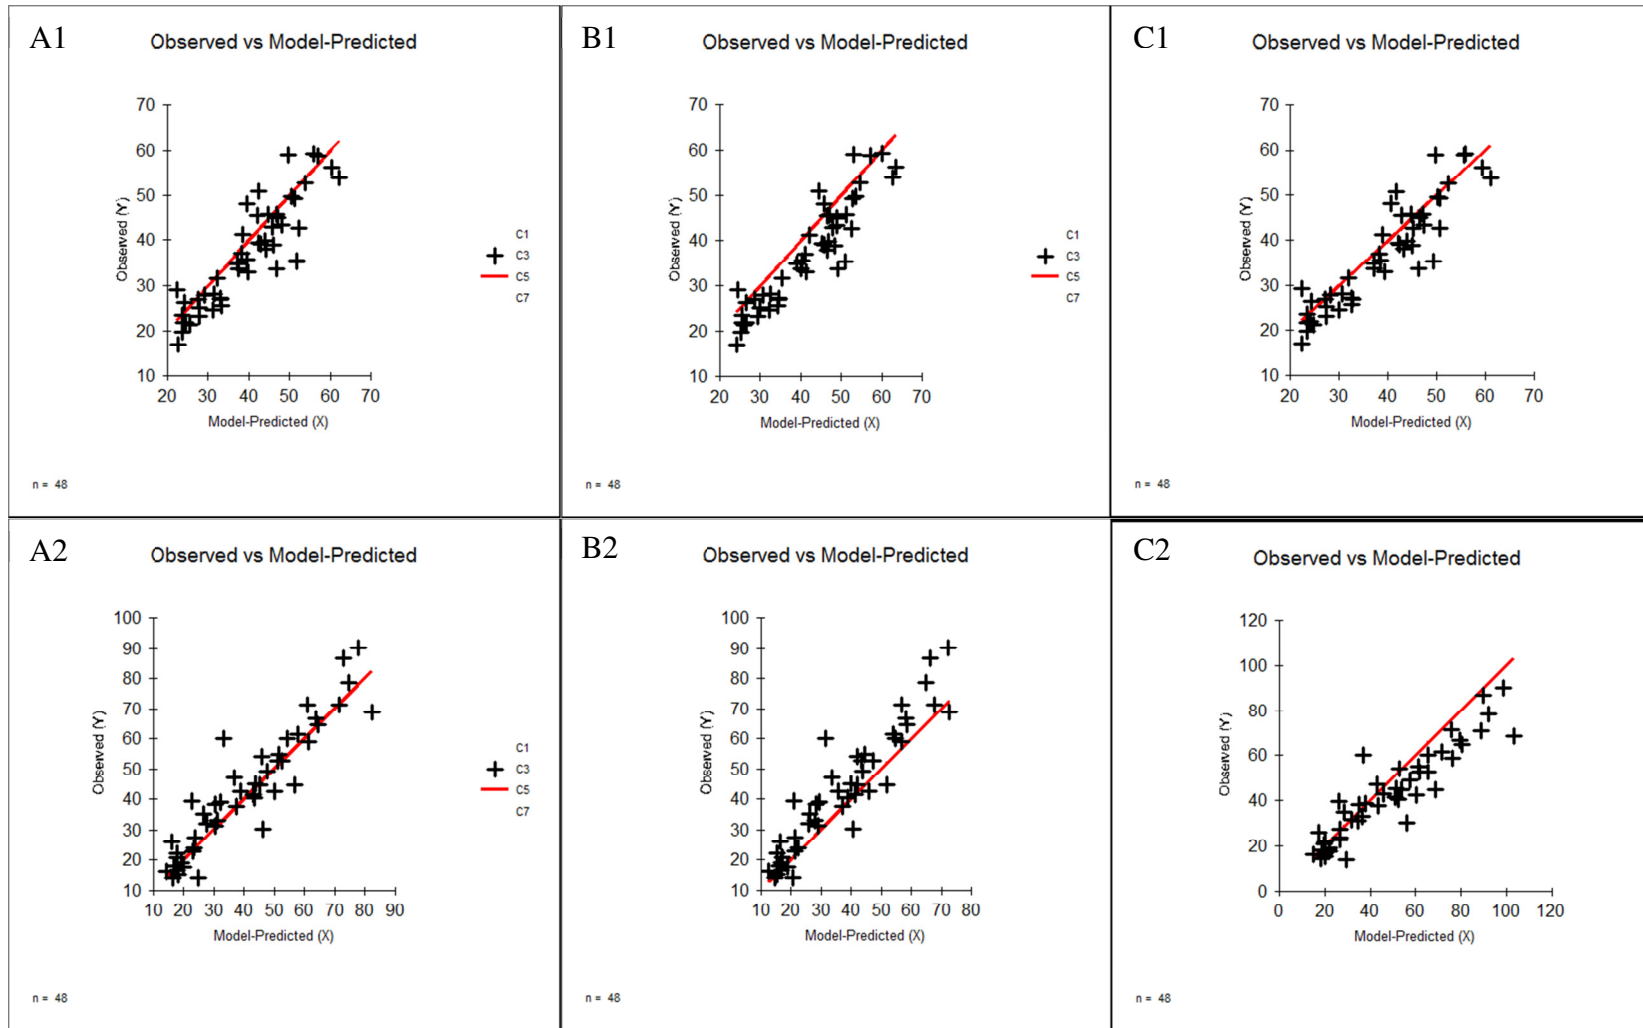 A1
Observed vs Model-Predicted
70
60
50
40
30
20
10
Observed (Y)
20 30 40 50 60 70
Model-Predicted (X)
C1
C3
C5
C7
n = 48
B1
Observed vs Model-Predicted
70
60
50
40
30
20
10
Observed (Y)
20 30 40 50 60 70
Model-Predicted (X)
C1
C3
C5
C7
n = 48
C1
Observed vs Model-Predicted
70
60
50
40
30
20
10
Observed (Y)
20 30 40 50 60 70
Model-Predicted (X)
n = 48
A2
Observed vs Model-Predicted
100
90
80
70
60
50
40
30
20
10
Observed (Y)
10 20 30 40 50 60 70 80 90
Model-Predicted (X)
C1
C3
C5
C7
n = 48
B2
Observed vs Model-Predicted
100
90
80
70
60
50
40
30
20
10
Observed (Y)
10 20 30 40 50 60 70 80
Model-Predicted (X)
n = 48
C2
Observed vs Model-Predicted
120
100
80
60
40
20
0
Observed (Y)
0 20 40 60 80 100 120
Model-Predicted (X)
n = 48